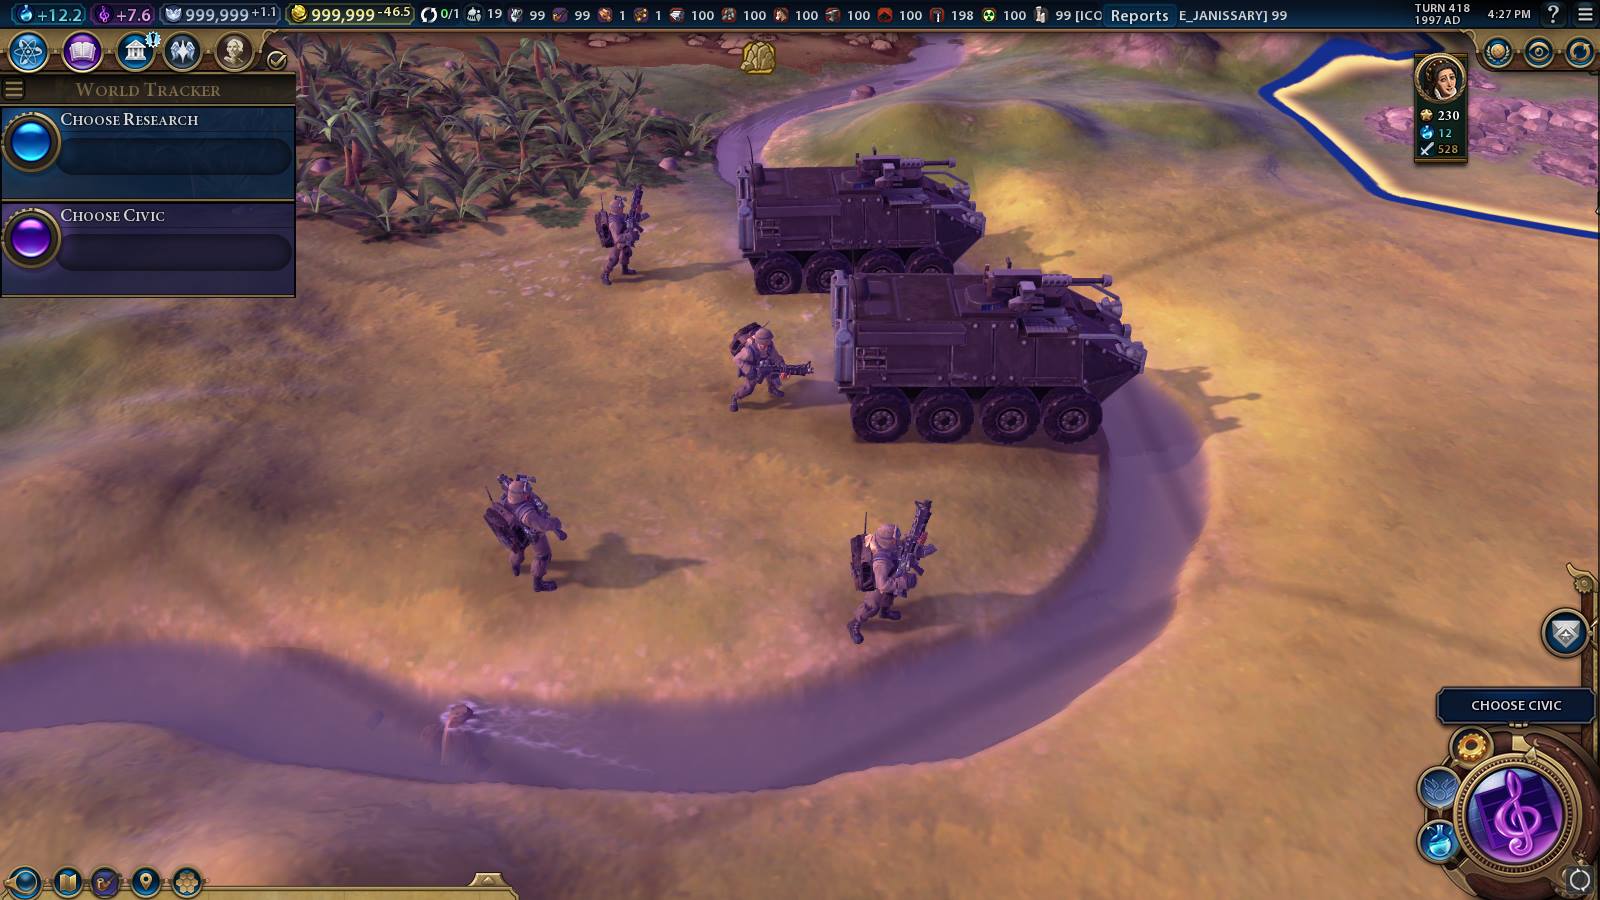 +12.2 +7.6 999,999 +1.1 999,999 -46.5 0/1 19 99 99 1 1 100 100 100 100 100 198 100 99 [ICO Reports E_JANISSARY] 99
TURN 418
1997 AD
4:27 PM
?
WORLD TRACKER
CHOOSE RESEARCH
CHOOSE CIVIC
230
12
528
CHOOSE CIVIC